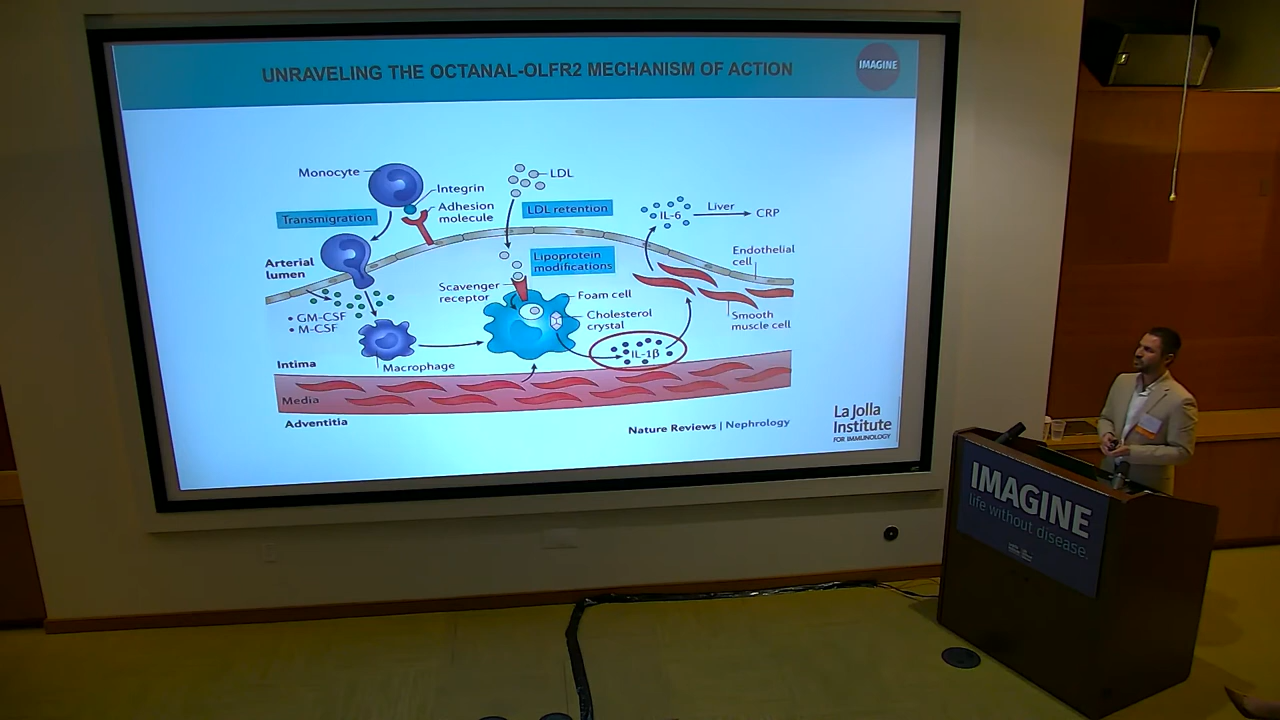 UNRAVELING THE OCTANAL-OLFR2 MECHANISM OF ACTION
IMAGINE
Monocyte
Integrin
Adhesion
molecule
Transmigration
Arterial
lumen
LDL
LDL retention
Lipoprotein
modifications
IL-6
Liver
CRP
Endothelial
cell
Scavenger
receptor
Foam cell
Cholesterol
crystal
Smooth
muscle cell
• GM-CSF
• M-CSF
IL-1β
Intima
Macrophage
Media
Adventitia
Nature Reviews | Nephrology
La Jolla
Institute
FOR IMMUNOLOGY
IMAGINE
life without disease.